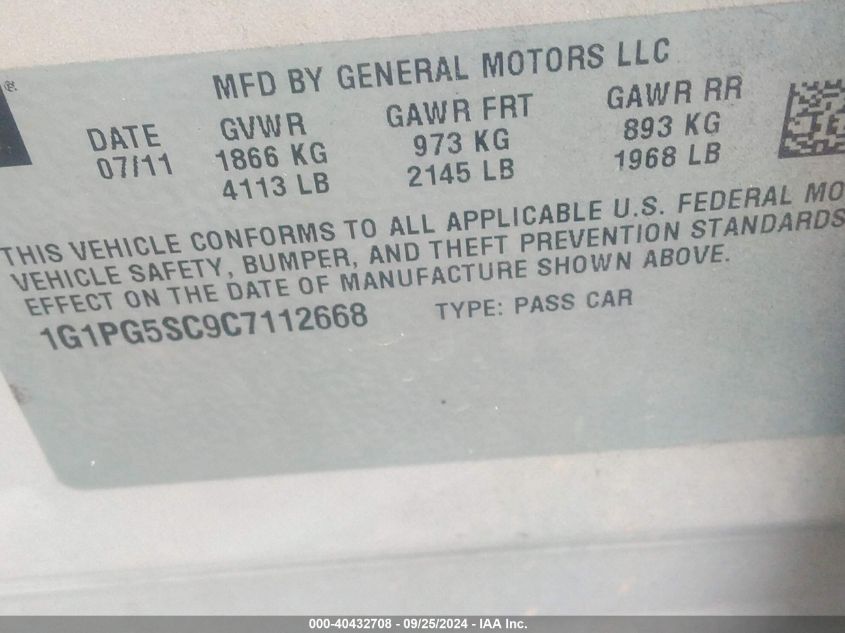 ®
MFD BY GENERAL MOTORS LLC
DATE GVWR GAWR FRT GAWR RR
07/11 1866 KG 973 KG 893 KG
4113 LB 2145 LB 1968 LB
THIS VEHICLE CONFORMS TO ALL APPLICABLE U.S. FEDERAL MO
VEHICLE SAFETY, BUMPER, AND THEFT PREVENTION STANDARDS
EFFECT ON THE DATE OF MANUFACTURE SHOWN ABOVE.
1G1PG5SC9C7112668 TYPE: PASS CAR
000-40432708 - 09/25/2024 - IAA Inc.